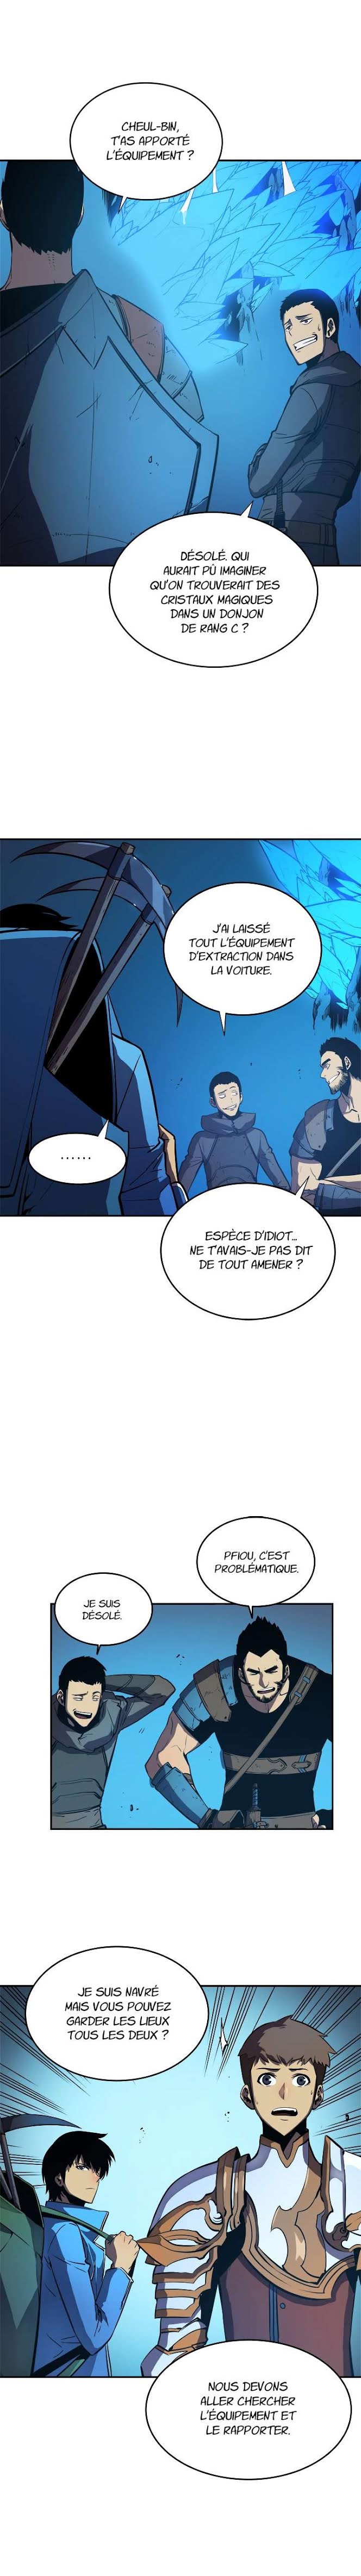 CHEUL-BIN,
T'AS APPORTÉ
L'ÉQUIPEMENT ?
DÉSOLÉ. QUI
AURAIT PÛ IMAGINER
QU'ON TROUVERAIT DES
CRISTAUX MAGIQUES
DANS UN DONJON
DE RANG C ?
J'AI LAISSÉ
TOUT L'ÉQUIPEMENT
D'EXTRACTION DANS
LA VOITURE.
......
ESPÈCE D'IDIOT...
NE T'AVAIS-JE PAS DIT
DE TOUT AMENER ?
PFIOU, C'EST
PROBLÉMATIQUE.
JE SUIS
DÉSOLÉ.
JE SUIS NAVRÉ
MAIS VOUS POUVEZ
GARDER LES LIEUX
TOUS LES DEUX ?
NOUS DEVONS
ALLER CHERCHER
L'ÉQUIPEMENT ET
LE RAPPORTER.